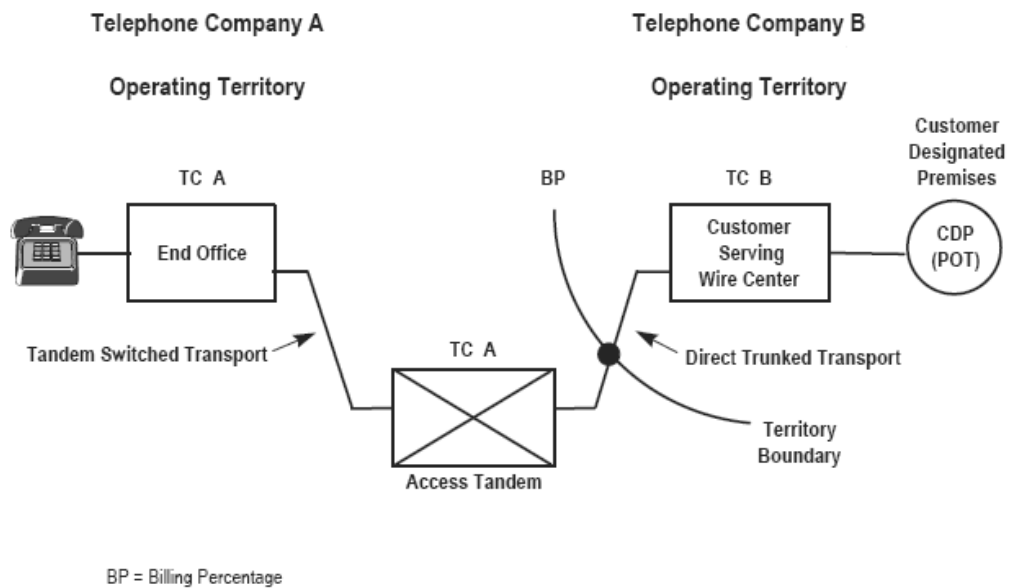 Telephone Company A
Telephone Company B
Operating Territory
Operating Territory
Customer
Designated
Premises
TC A
BP
TC B
End Office
Customer
Serving
Wire Center
CDP
(POT)
Tandem Switched Transport
TC A
Direct Trunked Transport
Territory
Boundary
Access Tandem
BP = Billing Percentage